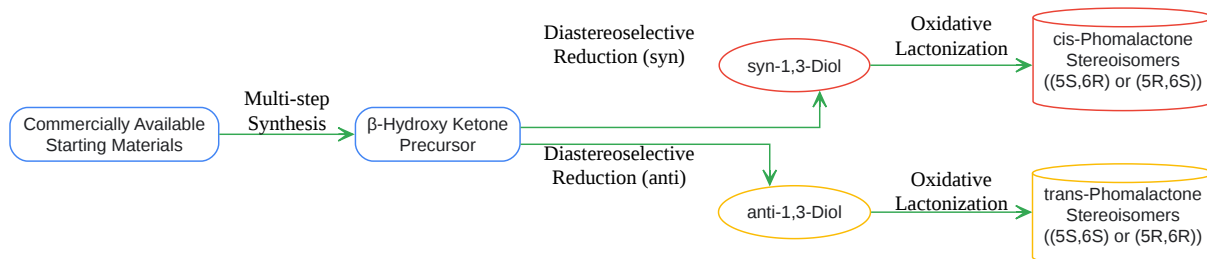 Commercially Available
Starting Materials
Multi-step
Synthesis
β-Hydroxy Ketone
Precursor
Diastereoselective
Reduction (syn)
syn-1,3-Diol
Oxidative
Lactonization
cis-Phomalactone
Stereoisomers
((5S,6R) or (5R,6S))
Diastereoselective
Reduction (anti)
anti-1,3-Diol
Oxidative
Lactonization
trans-Phomalactone
Stereoisomers
((5S,6S) or (5R,6R))